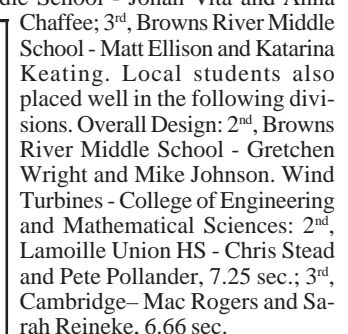 dle School - Jonah Vita and Anna
Chaffee; 3rd, Browns River Middle
School - Matt Ellison and Katarina
Keating. Local students also
placed well in the following divi-
sions. Overall Design: 2nd, Browns
River Middle School - Gretchen
Wright and Mike Johnson. Wind
Turbines - College of Engineering
and Mathematical Sciences: 2nd,
Lamoille Union HS - Chris Stead
and Pete Pollander, 7.25 sec.; 3rd,
Cambridge– Mac Rogers and Sa-
rah Reineke, 6.66 sec.